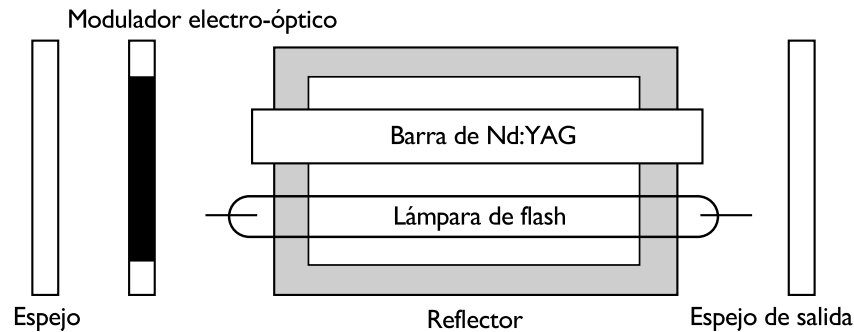 Modulador electro-óptico
Barra de Nd:YAG
Lámpara de flash
Espejo
Reflector
Espejo de salida